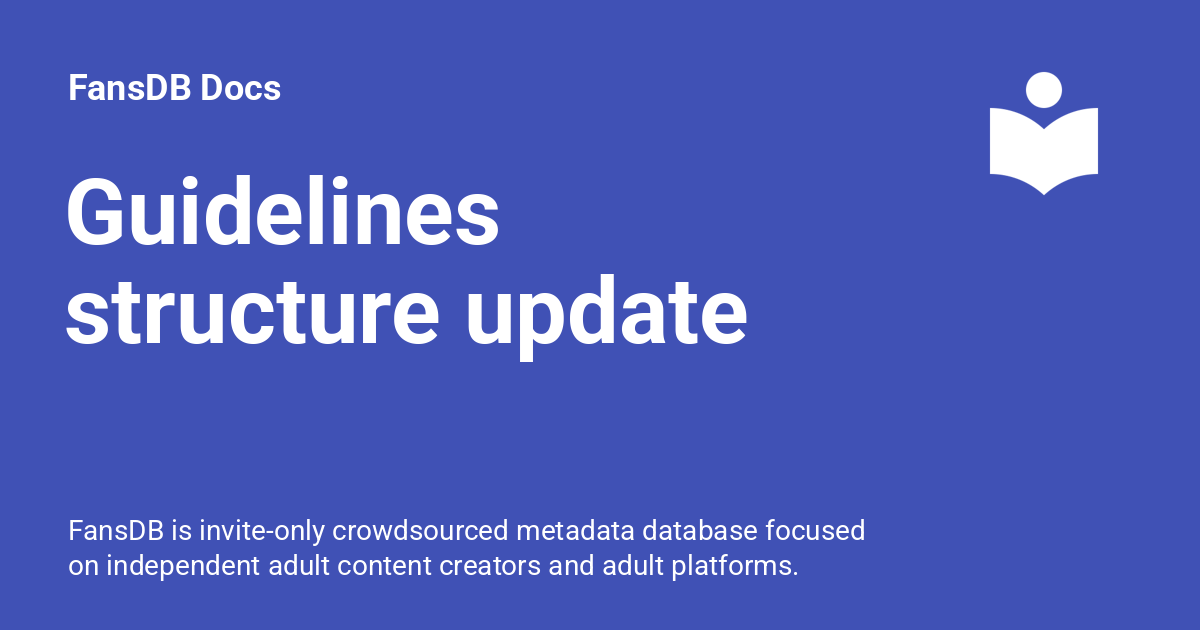 FansDB Docs
Guidelines
structure update
FansDB is invite-only crowdsourced metadata database focused
on independent adult content creators and adult platforms.